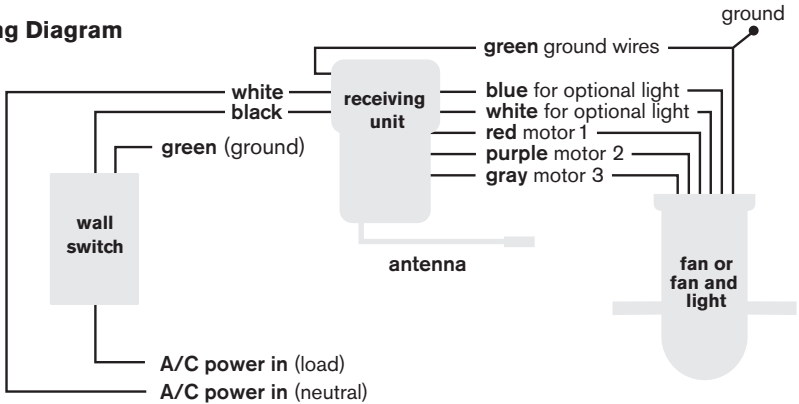 ng Diagram
ground
green ground wires
white
black
receiving
unit
blue for optional light
white for optional light
red motor 1
purple motor 2
gray motor 3
green (ground)
wall
switch
antenna
fan or
fan and
light
A/C power in (load)
A/C power in (neutral)